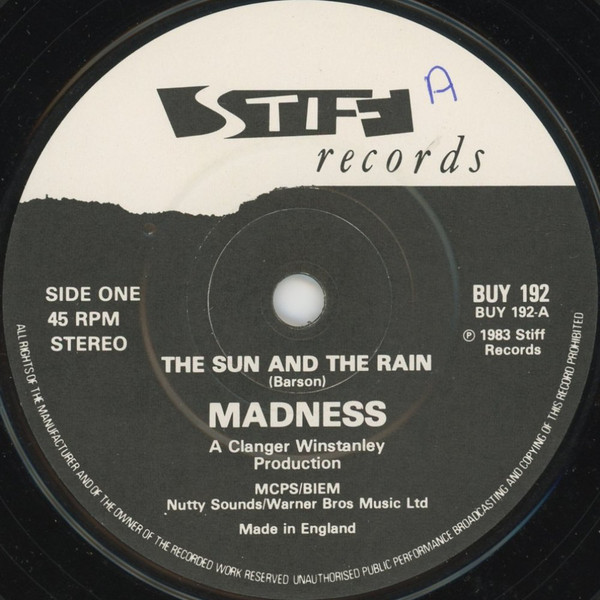 STIFF
A
records
SIDE ONE
45 RPM
STEREO
BUY 192
BUY 192-A
℗ 1983 Stiff
Records
THE SUN AND THE RAIN
(Barson)
MADNESS
A Clanger Winstanley
Production
MCPS/BIEM
Nutty Sounds/Warner Bros Music Ltd
Made in England
ALL RIGHTS OF THE MANUFACTURER AND OF THE OWNER OF THE RECORDED WORK RESERVED UNAUTHORISED PUBLIC PERFORMANCE BROADCASTING AND COPYING OF THIS RECORD PROHIBITED